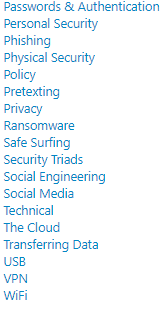 Passwords & Authentication
Personal Security
Phishing
Physical Security
Policy
Pretexting
Privacy
Ransomware
Safe Surfing
Security Triads
Social Engineering
Social Media
Technical
The Cloud
Transferring Data
USB
VPN
WiFi